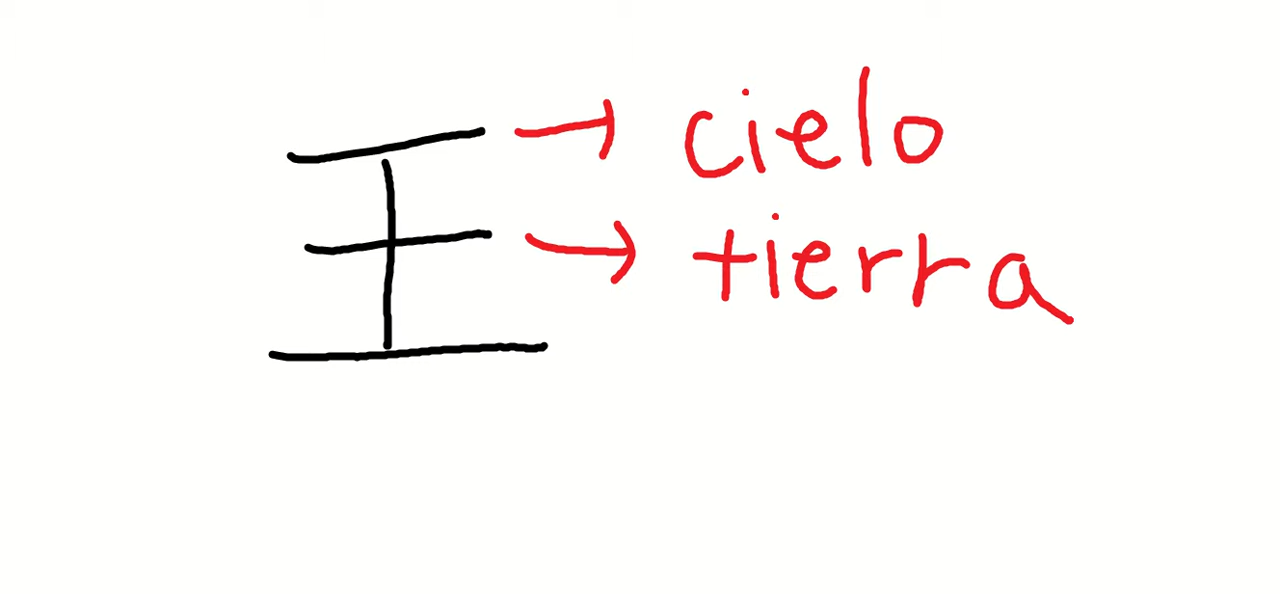 王 → cielo
→ tierra